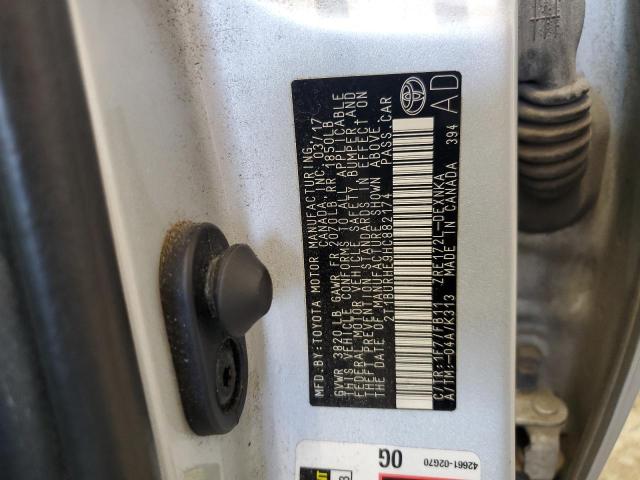 MFD. BY: TOYOTA MOTOR MANUFACTURING,
CANADA, INC. 03/17
GVWR 3820 LB GAWR FR 2070LB RR 1850LB
THIS VEHICLE CONFORMS TO ALL APPLICABLE
FEDERAL MOTOR VEHICLE SAFETY, BUMPER AND
THEFT PREVENTION STANDARDS IN EFFECT ON
THE DATE OF MANUFACTURE SHOWN ABOVE.
2T1BURHE9HC882174 PASS. CAR
C/TR: 1F7/FB11 ZRE172L-DEXNKA AD
A/TM: -04A/K313 MADE IN CANADA 394
0G
42661-02G70